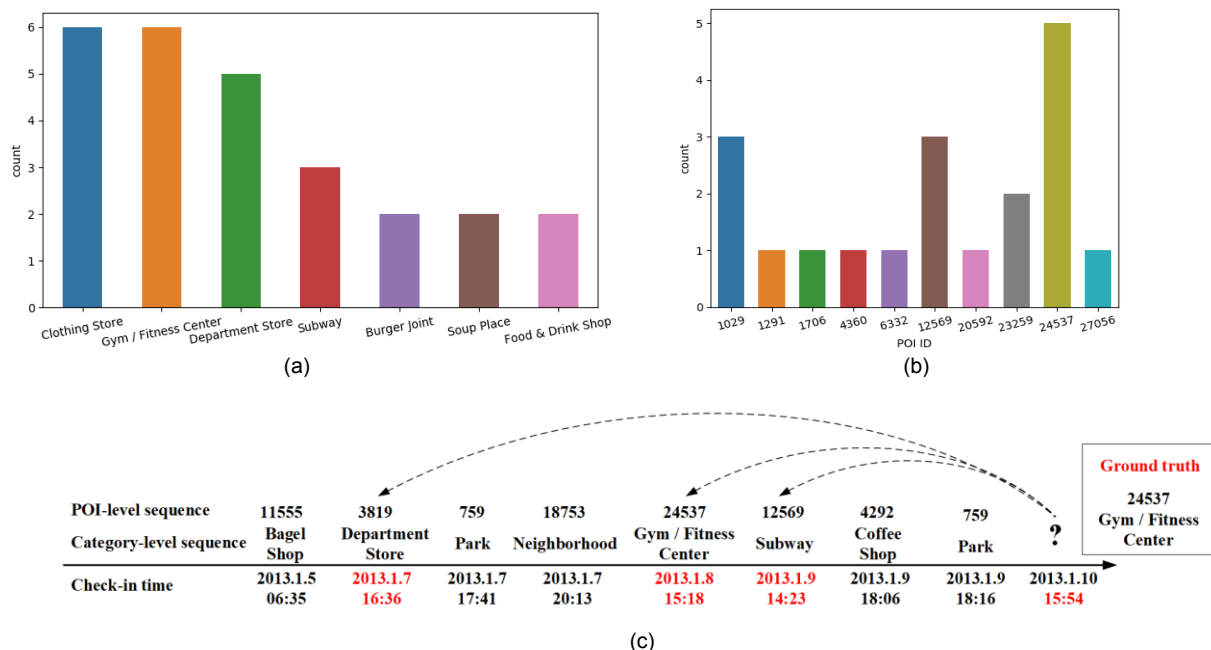 6
5
4
3
2
1
0
count
Clothing Store
Gym / Fitness Center
Department Store
Subway
Burger Joint
Soup Place
Food & Drink Shop
(a)
5
4
3
2
1
0
count
1029
1291
1706
4360
6332
12569
20592
23259
24537
27056
POI ID
(b)
POI-level sequence 11555 3819 759 18753 24537 12569 4292 759 ?
Category-level sequence Bagel Shop Department Store Park Neighborhood Gym / Fitness Center Subway Coffee Shop Park
Check-in time 2013.1.5 2013.1.7 2013.1.7 2013.1.7 2013.1.8 2013.1.9 2013.1.9 2013.1.9 2013.1.10
06:35 16:36 17:41 20:13 15:18 14:23 18:06 18:16 15:54
Ground truth
24537
Gym / Fitness
Center
(c)